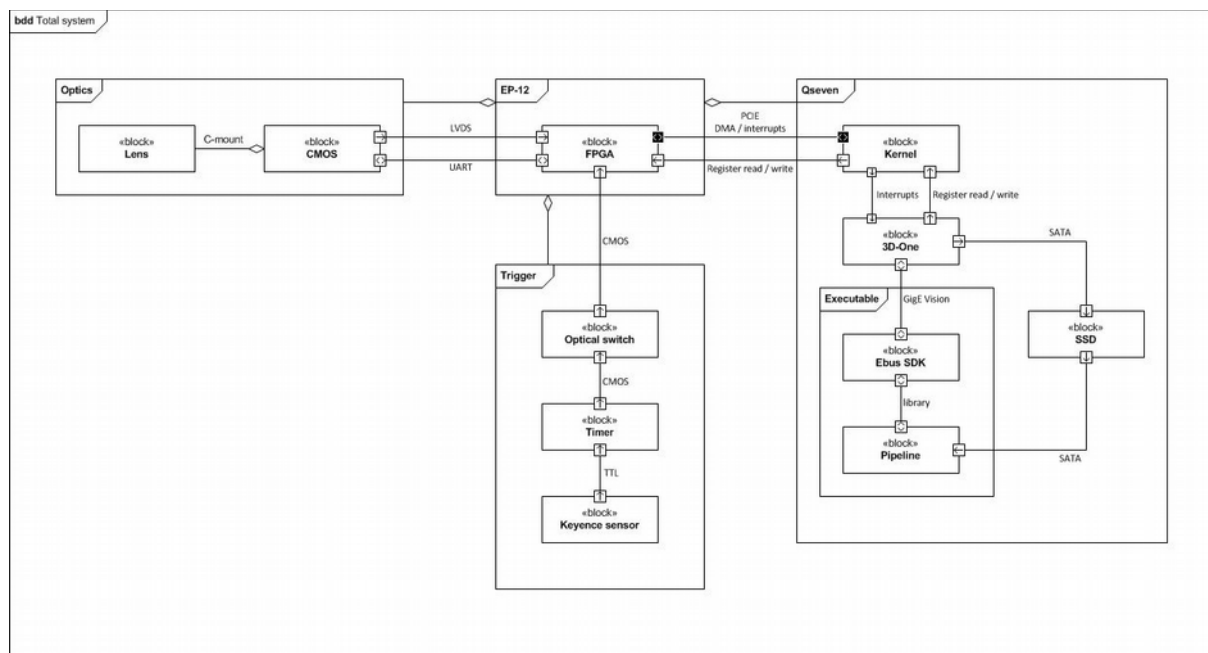 bdd Total system
Optics
EP-12
Qseven
«block»
Lens
C-mount
«block»
CMOS
LVDS
UART
«block»
FPGA
PCIE
DMA / interrupts
Register read / write
«block»
Kernel
Interrupts
Register read / write
«block»
3D-One
SATA
CMOS
Trigger
«block»
Optical switch
CMOS
«block»
Timer
TTL
«block»
Keyence sensor
Executable
GigE Vision
«block»
Ebus SDK
library
«block»
Pipeline
«block»
SSD
SATA